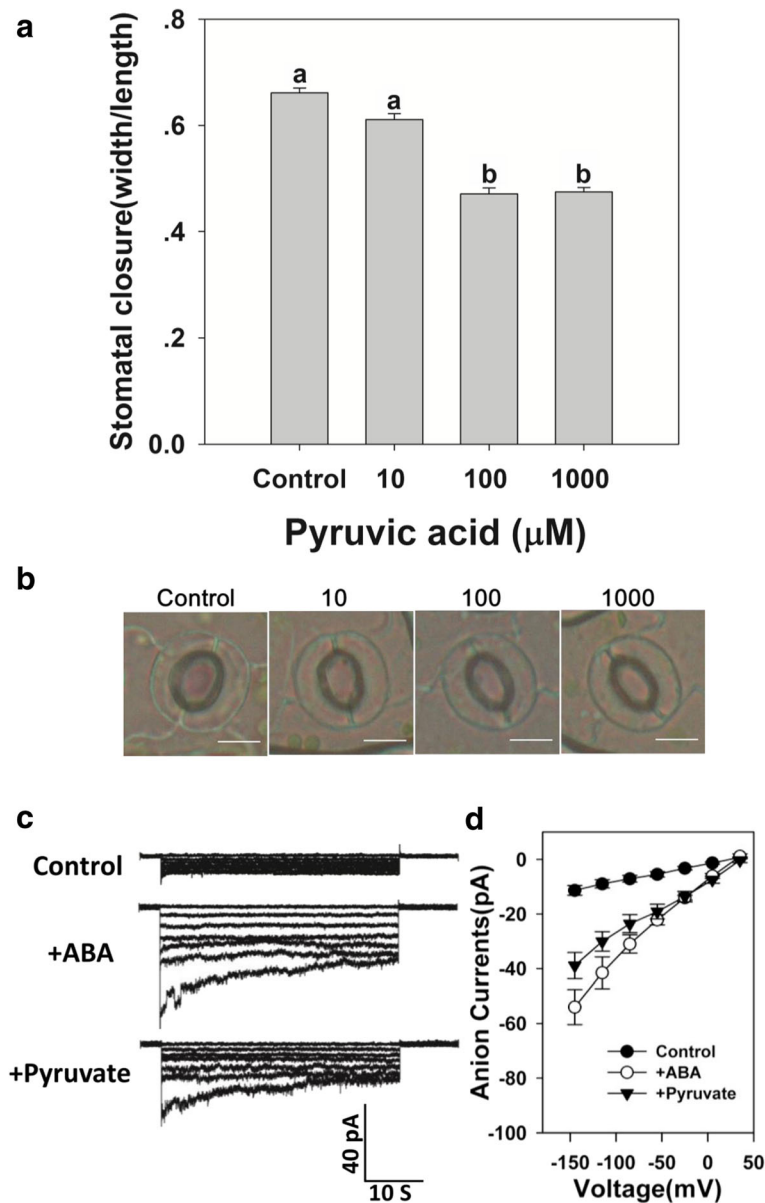 a
Stomatal closure(width/length)
.8
.6
.4
.2
0.0
a
a
b
b
Control 10 100 1000
Pyruvic acid (μM)
b
Control 10 100 1000
c
Control
+ABA
+Pyruvate
40 pA
10 S
d
Anion Currents(pA)
0
-20
-40
-60
-80
-100
Control
+ABA
+Pyruvate
-150 -100 -50 0 50
Voltage(mV)